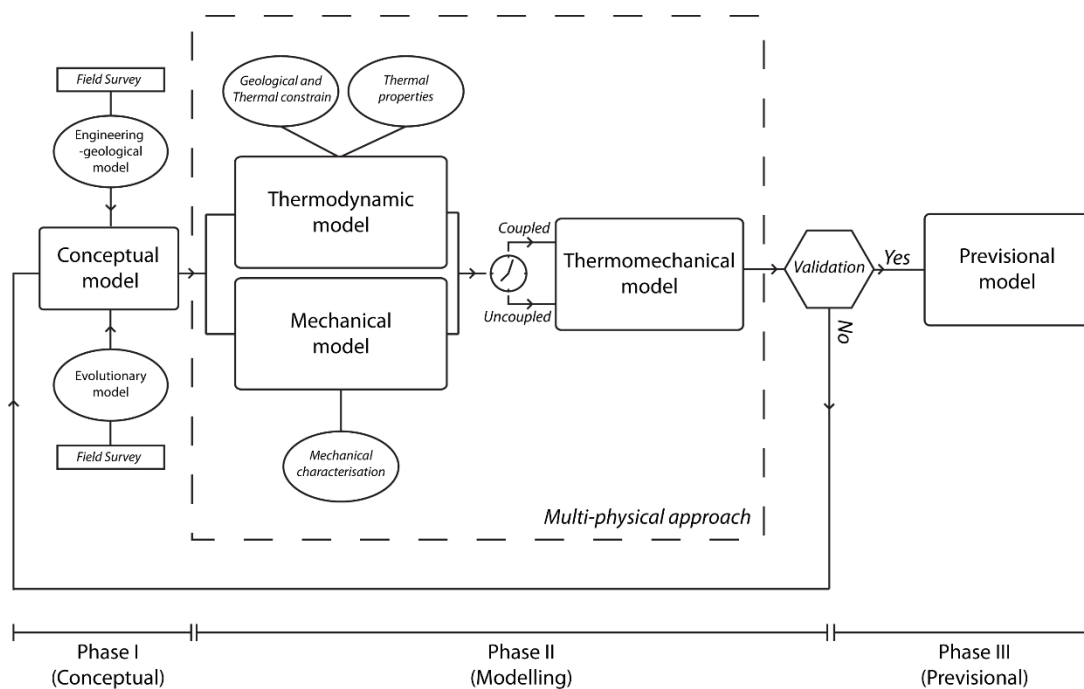 Field Survey
Engineering
-geological
model
Conceptual
model
Evolutionary
model
Field Survey
Geological and
Thermal constrain
Thermal
properties
Thermodynamic
model
Mechanical
model
Mechanical
characterisation
Coupled
Uncoupled
Thermomechanical
model
Multi-physical approach
Validation
Yes
No
Previsional
model
Phase I
(Conceptual)
Phase II
(Modelling)
Phase III
(Previsional)